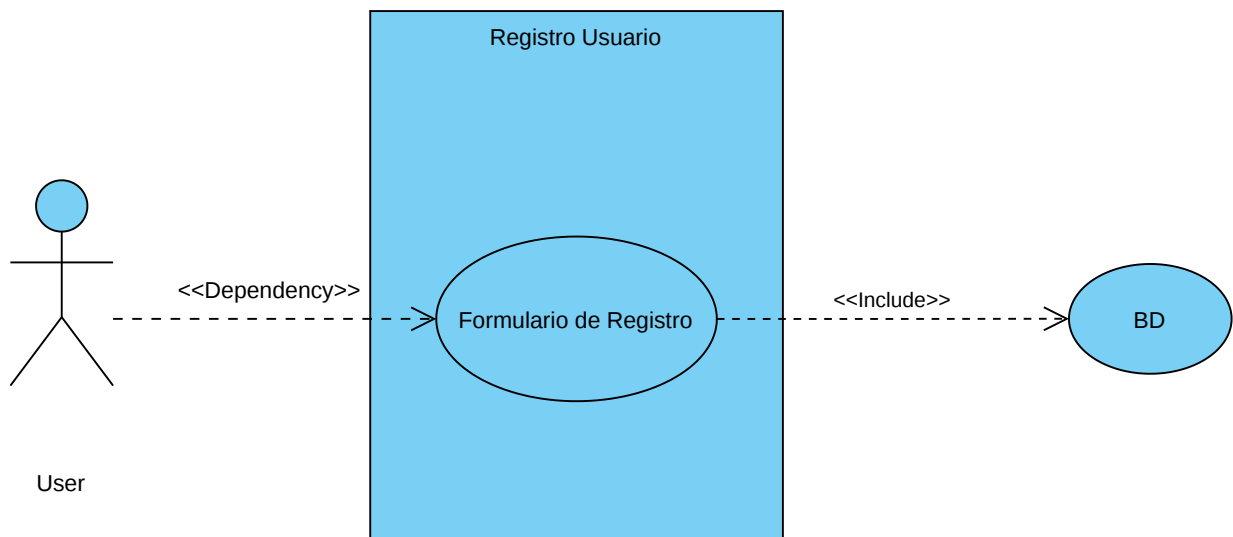 Registro Usuario
<<Dependency>>
<<Include>>
Formulario de Registro
BD
User